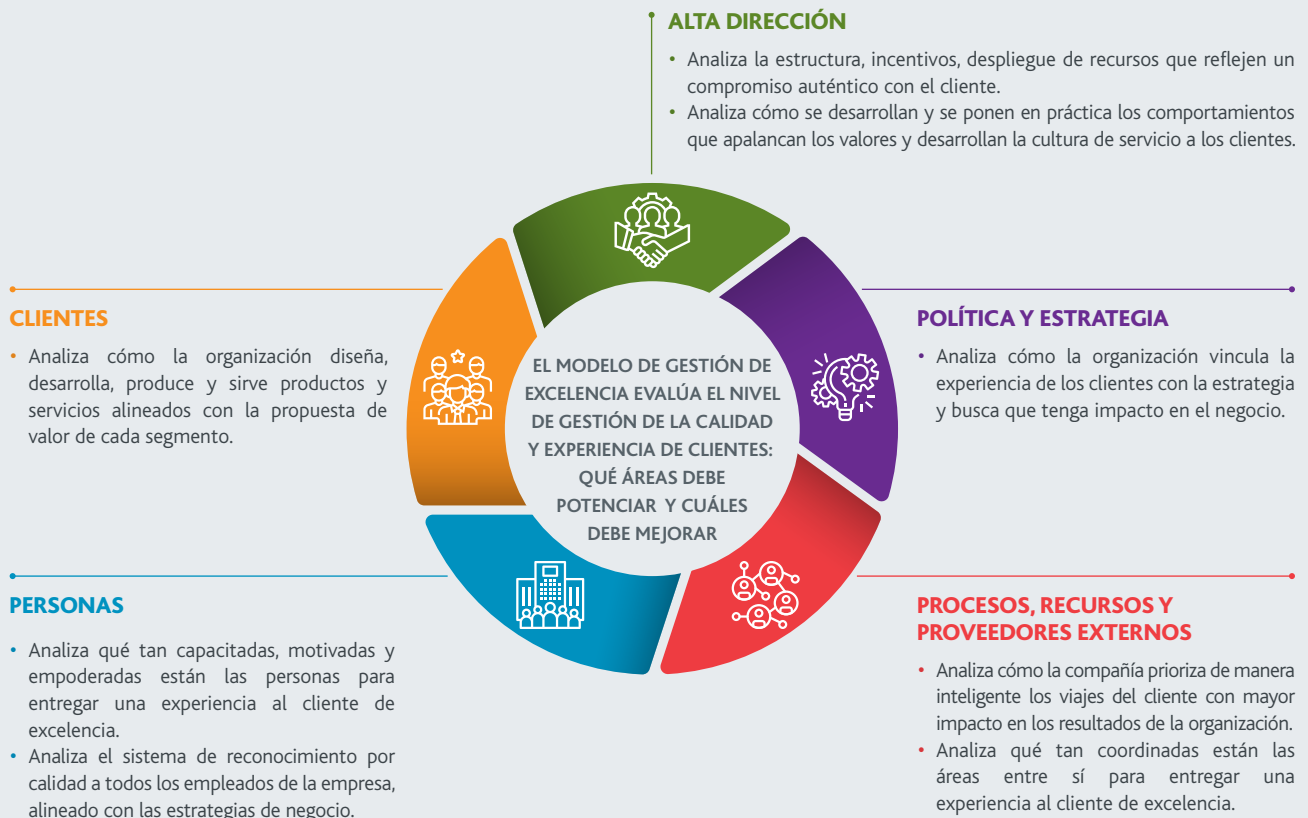 ALTA DIRECCIÓN
• Analiza la estructura, incentivos, despliegue de recursos que reflejen un
compromiso auténtico con el cliente.
• Analiza cómo se desarrollan y se ponen en práctica los comportamientos
que apalancan los valores y desarrollan la cultura de servicio a los clientes.
CLIENTES
• Analiza cómo la organización diseña,
desarrolla, produce y sirve productos y
servicios alineados con la propuesta de
valor de cada segmento.
EL MODELO DE GESTIÓN DE
EXCELENCIA EVALÚA EL NIVEL
DE GESTIÓN DE LA CALIDAD
Y EXPERIENCIA DE CLIENTES:
QUÉ ÁREAS DEBE
POTENCIAR Y CUÁLES
DEBE MEJORAR
POLÍTICA Y ESTRATEGIA
• Analiza cómo la organización vincula la
experiencia de los clientes con la estrategia
y busca que tenga impacto en el negocio.
PERSONAS
• Analiza qué tan capacitadas, motivadas y
empoderadas están las personas para
entregar una experiencia al cliente de
excelencia.
• Analiza el sistema de reconocimiento por
calidad a todos los empleados de la empresa,
alineado con las estrategias de negocio.
PROCESOS, RECURSOS Y
PROVEEDORES EXTERNOS
• Analiza cómo la compañía prioriza de manera
inteligente los viajes del cliente con mayor
impacto en los resultados de la organización.
• Analiza qué tan coordinadas están las
áreas entre sí para entregar una
experiencia al cliente de excelencia.